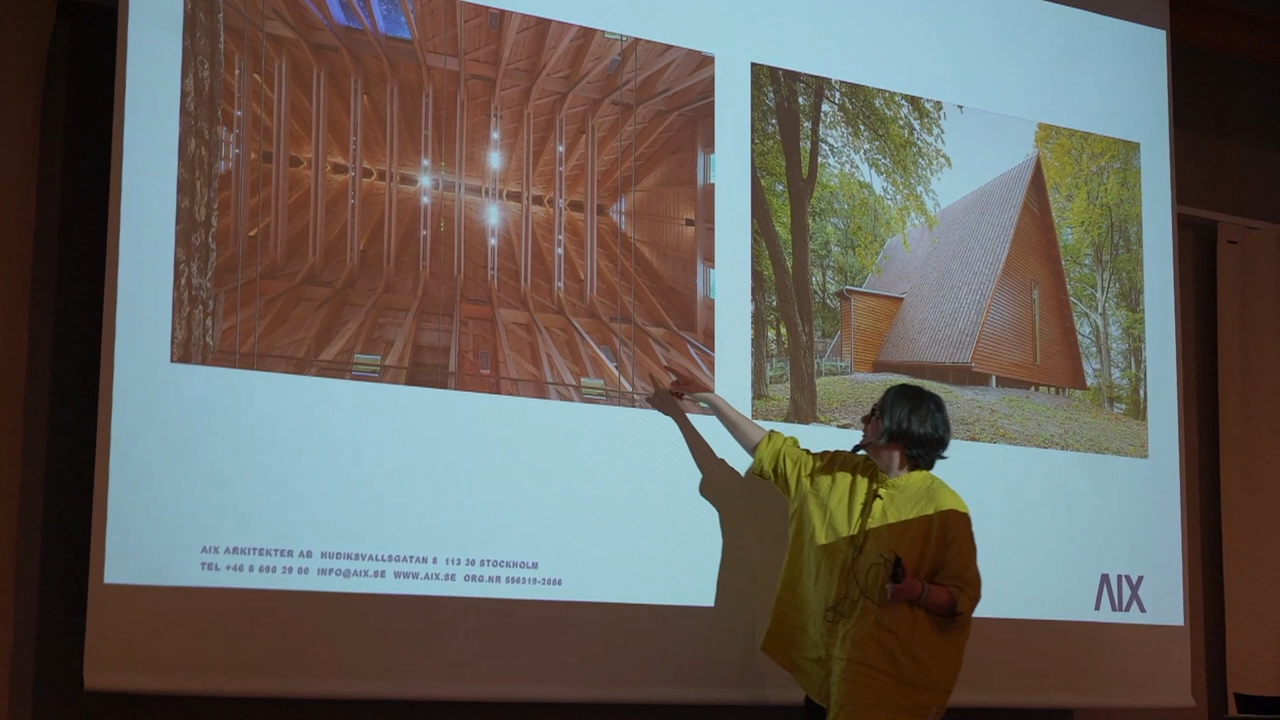 AIX ARKITEKTER AB HUDIKSVALLSGATAN 8 113 30 STOCKHOLM
TEL +46 8 690 29 00 INFO@AIX.SE WWW.AIX.SE ORG.NR 556319-2086
AIX